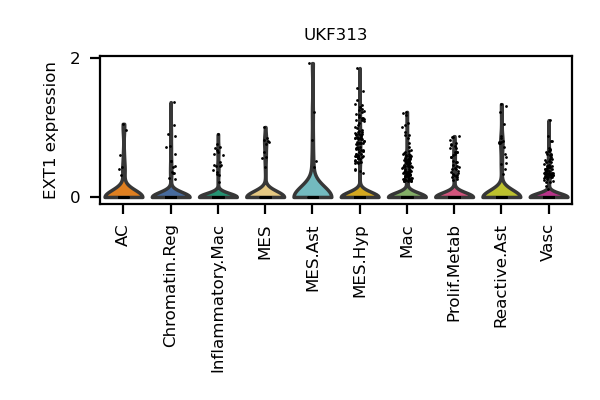 UKF313
EXT1 expression
2
0
AC
Chromatin.Reg
Inflammatory.Mac
MES
MES.Ast
MES.Hyp
Mac
Prolif.Metab
Reactive.Ast
Vasc